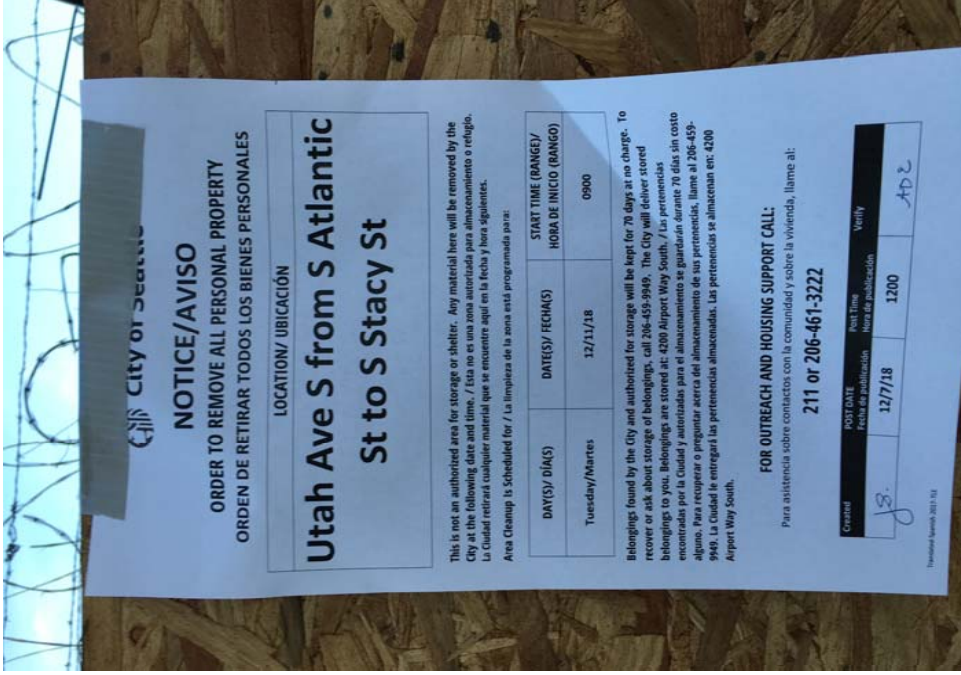 City of Seattle
NOTICE/AVISO
ORDER TO REMOVE ALL PERSONAL PROPERTY
ORDEN DE RETIRAR TODOS LOS BIENES PERSONALES
LOCATION/ UBICACIÓN
Utah Ave S from S Atlantic
St to S Stacy St
This is not an authorized area for storage or shelter. Any material here will be removed by the
City at the following date and time. / Esta no es una zona autorizada para almacenamiento o refugio.
La Ciudad retirará cualquier material que se encuentre aquí en la fecha y hora siguientes.
Area Cleanup Is Scheduled for / La limpieza de la zona está programada para:
DAY(S)/ DÍA(S) DATE(S)/ FECHA(S) START TIME (RANGE)/
HORA DE INICIO (RANGO)
Tuesday/Martes 12/11/18 0900
Belongings found by the City and authorized for storage will be kept for 70 days at no charge. To
recover or ask about storage of belongings, call 206-459-9949. The City will deliver stored
belongings to you. Belongings are stored at: 4200 Airport Way South. / Las pertenencias
encontradas por la Ciudad y autorizadas para el almacenamiento se guardarán durante 70 días sin costo
alguno. Para recuperar o preguntar acerca del almacenamiento de sus pertenencias, llame al 206-459-
9949. La Ciudad le entregará las pertenencias almacenadas. Las pertenencias se almacenan en: 4200
Airport Way South.
FOR OUTREACH AND HOUSING SUPPORT CALL:
Para asistencia sobre contactos con la comunidad y sobre la vivienda, llame al:
211 or 206-461-3222
Created POST DATE Post Time Verify
Fecha de publicación Hora de publicación
JB. 12/7/18 1200 AD2
Translated Spanish 2017-TLE